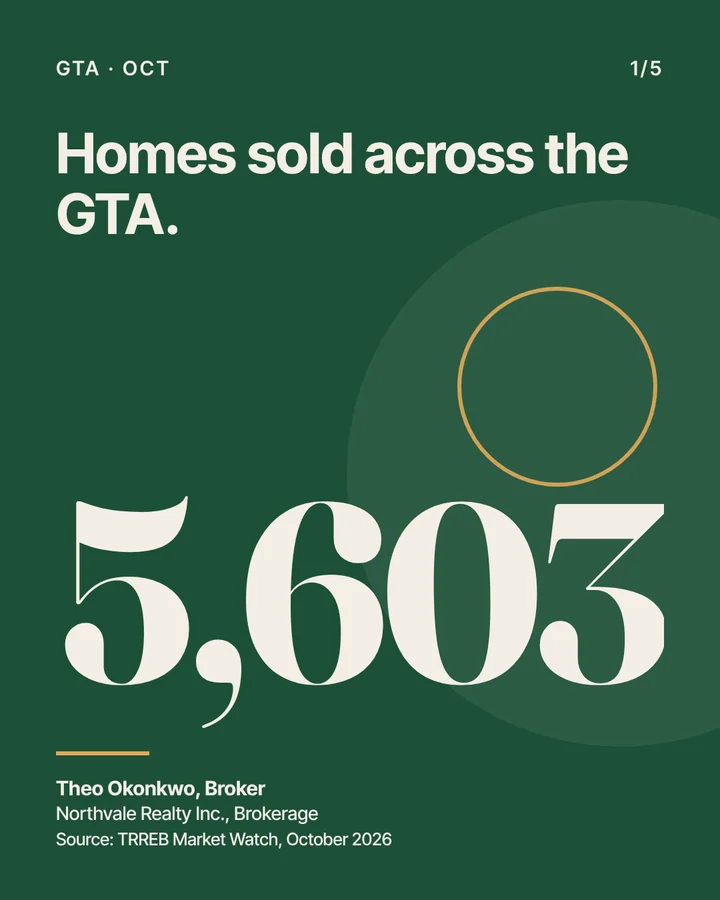 GTA · OCT
1/5
Homes sold across the
GTA.
5,603
Theo Okonkwo, Broker
Northvale Realty Inc., Brokerage
Source: TRREB Market Watch, October 2026